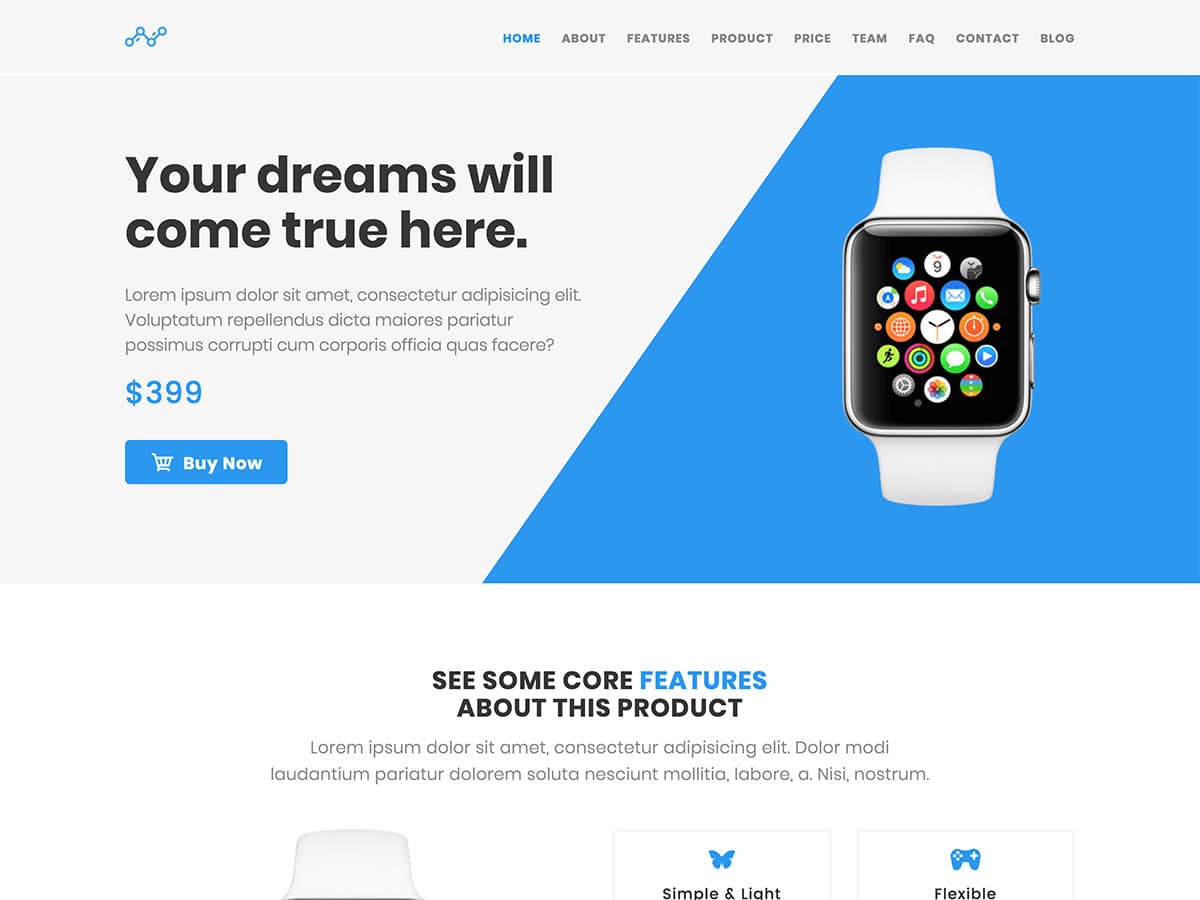 HOME ABOUT FEATURES PRODUCT PRICE TEAM FAQ CONTACT BLOG
Your dreams will
come true here.
Lorem ipsum dolor sit amet, consectetur adipisicing elit.
Voluptatum repellendus dicta maiores pariatur
possimus corrupti cum corporis officia quas facere?
$399
Buy Now
Tue
9
SEE SOME CORE FEATURES
ABOUT THIS PRODUCT
Lorem ipsum dolor sit amet, consectetur adipisicing elit. Dolor modi
laudantium pariatur dolorem soluta nesciunt mollitia, labore, a. Nisi, nostrum.
Simple & Light
Flexible